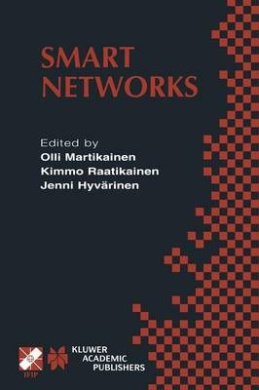 SMART
NETWORKS
Edited by
Olli Martikainen
Kimmo Raatikainen
Jenni Hyvärinen
ifip
KLUWER
ACADEMIC
PUBLISHERS